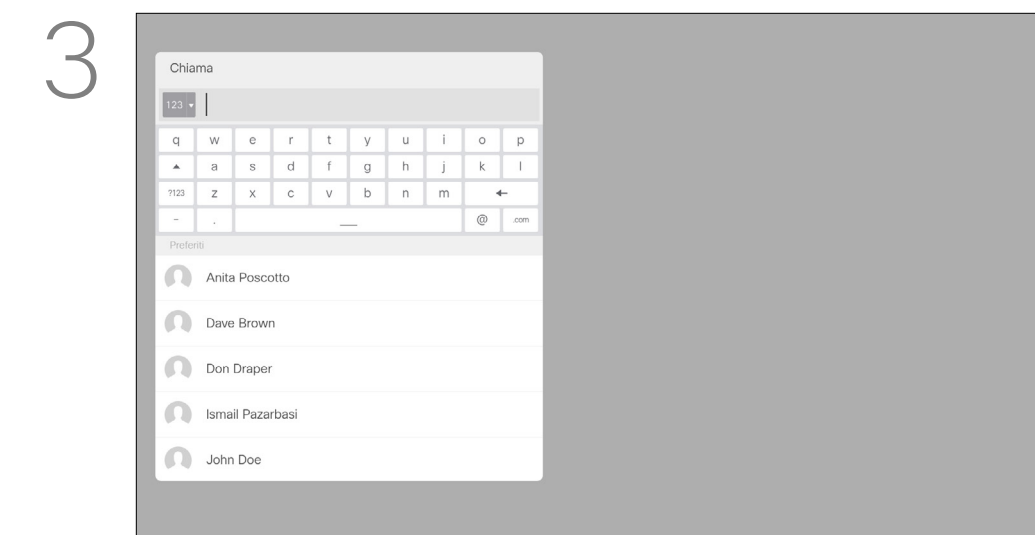 3
Chiama
123
q w e r t y u i o p
a s d f g h j k l
?123 z x c v b n m
- . @ .com
Preferiti
Anita Poscotto
Dave Brown
Don Draper
Ismail Pazarbasi
John Doe